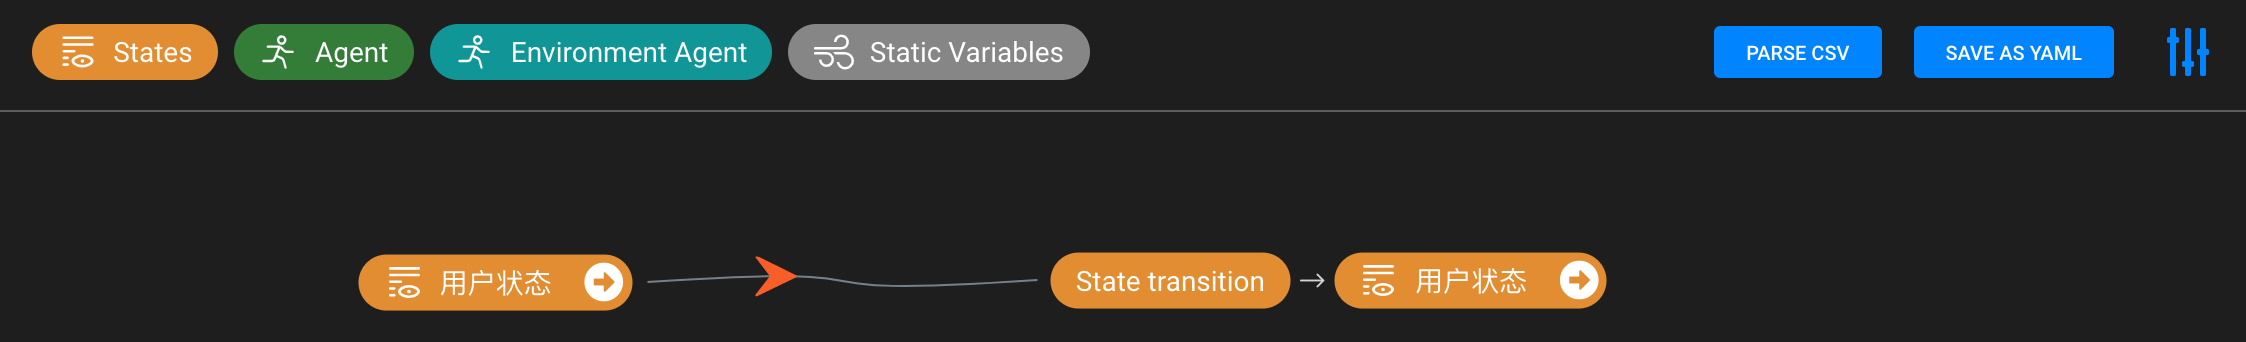 States Agent Environment Agent Static Variables PARSE CSV SAVE AS YAML
用户状态 State transition 用户状态